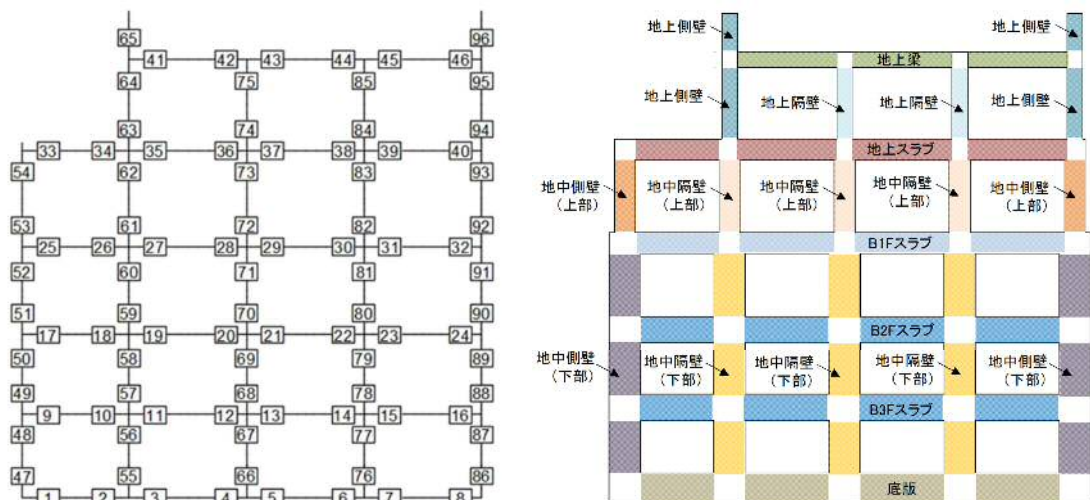 65 96
41 42 43 44 45 46
64 75 85 95
63 74 84 94
33 34 35 36 37 38 39 40
54 62 73 83 93
53 61 72 82 92
25 26 27 28 29 30 31 32
52 60 71 81 91
51 59 70 80 90
17 18 19 20 21 22 23 24
50 58 69 79 89
49 57 68 78 88
9 10 11 12 13 14 15 16
48 56 67 77 87
47 55 66 76 86
1 2 3 4 5 6 7 8
地上側壁
地上側壁
地上梁
地上側壁
地上隔壁
地上隔壁
地上側壁
地上スラブ
地中側壁
(上部)
地中隔壁
(上部)
地中隔壁
(上部)
地中隔壁
(上部)
地中側壁
(上部)
B1Fスラブ
B2Fスラブ
地中側壁
(下部)
地中隔壁
(下部)
地中隔壁
(下部)
地中隔壁
(下部)
地中側壁
(下部)
B3Fスラブ
底版